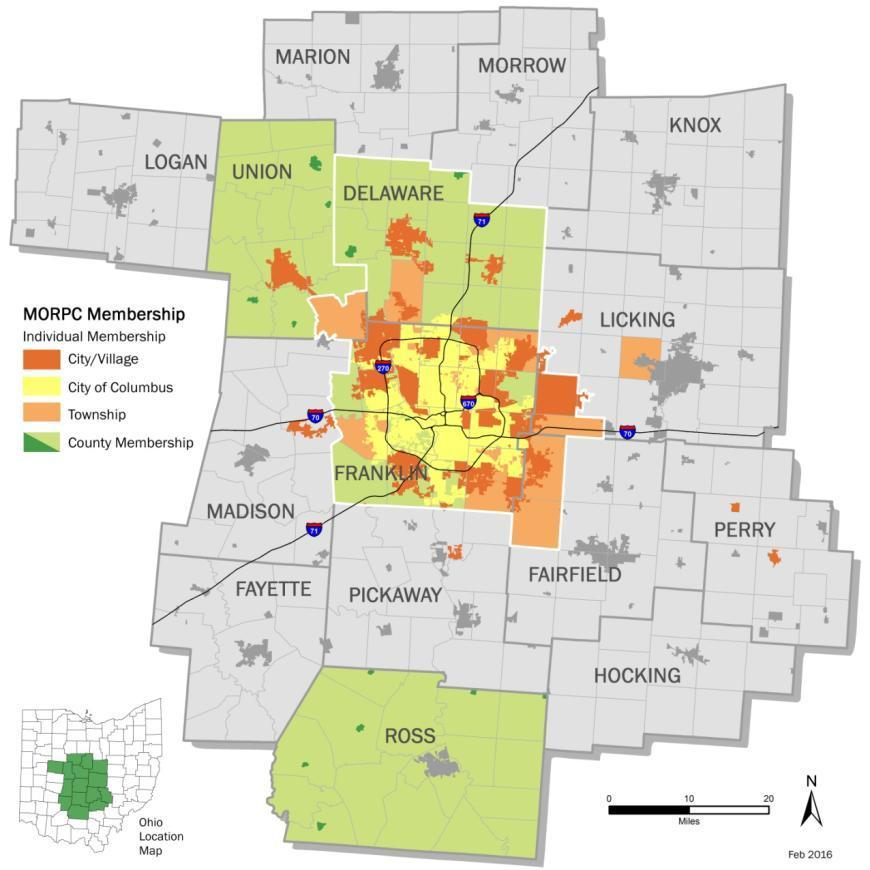 MARION
MORROW
KNOX
LOGAN
UNION
DELAWARE
71
MORPC Membership
Individual Membership
City/Village
City of Columbus
Township
County Membership
LICKING
270
670
70
70
FRANKLIN
MADISON
71
PERRY
FAYETTE
PICKAWAY
FAIRFIELD
HOCKING
ROSS
Ohio
Location
Map
0 10 20
Miles
N
Feb 2016